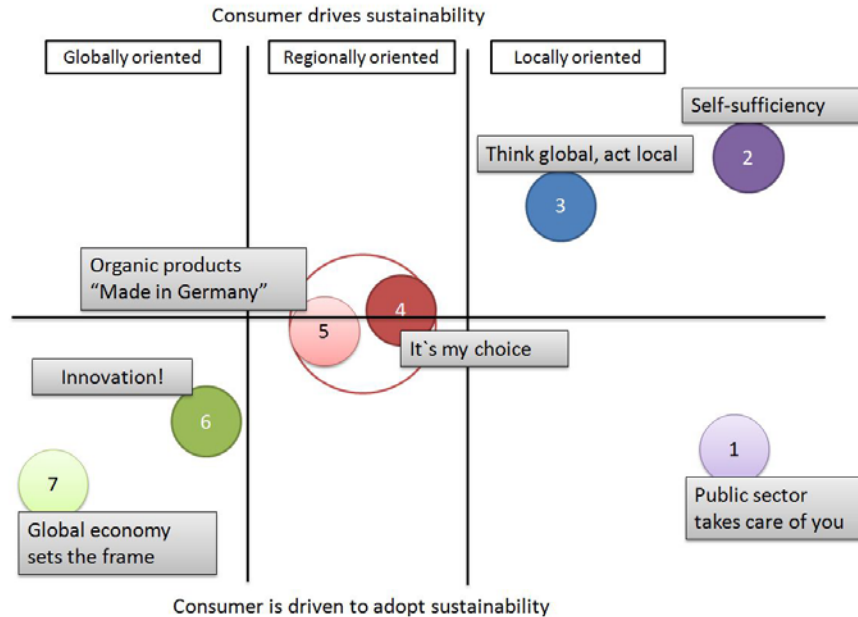 Consumer drives sustainability
Globally oriented
Regionally oriented
Locally oriented
Self-sufficiency
2
Think global, act local
3
Organic products
“Made in Germany”
4
5
It`s my choice
Innovation!
6
1
7
Public sector
takes care of you
Global economy
sets the frame
Consumer is driven to adopt sustainability